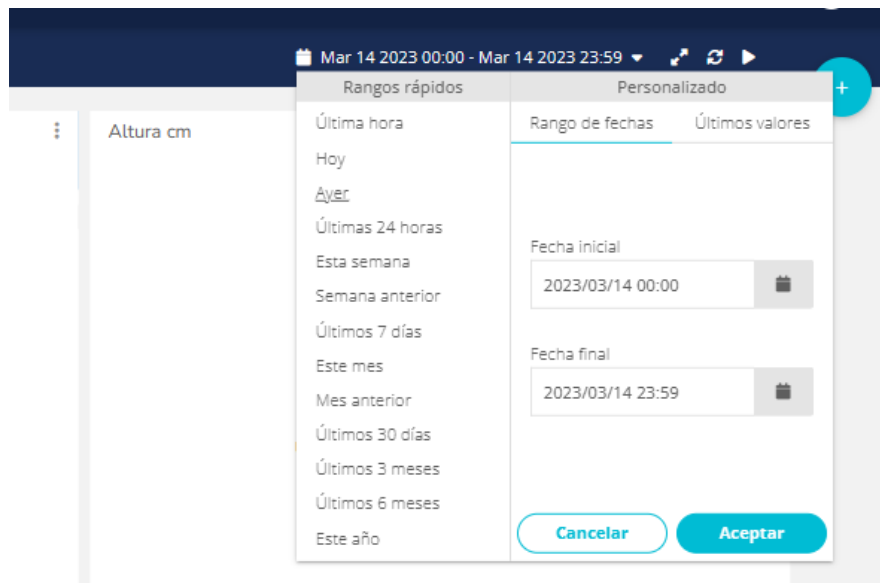 Mar 14 2023 00:00 - Mar 14 2023 23:59
Rangos rápidos
Personalizado
Altura cm
Última hora
Hoy
Ayer
Últimas 24 horas
Esta semana
Semana anterior
Últimos 7 días
Este mes
Mes anterior
Últimos 30 días
Últimos 3 meses
Últimos 6 meses
Este año
Rango de fechas
Últimos valores
Fecha inicial
2023/03/14 00:00
Fecha final
2023/03/14 23:59
Cancelar
Aceptar
+